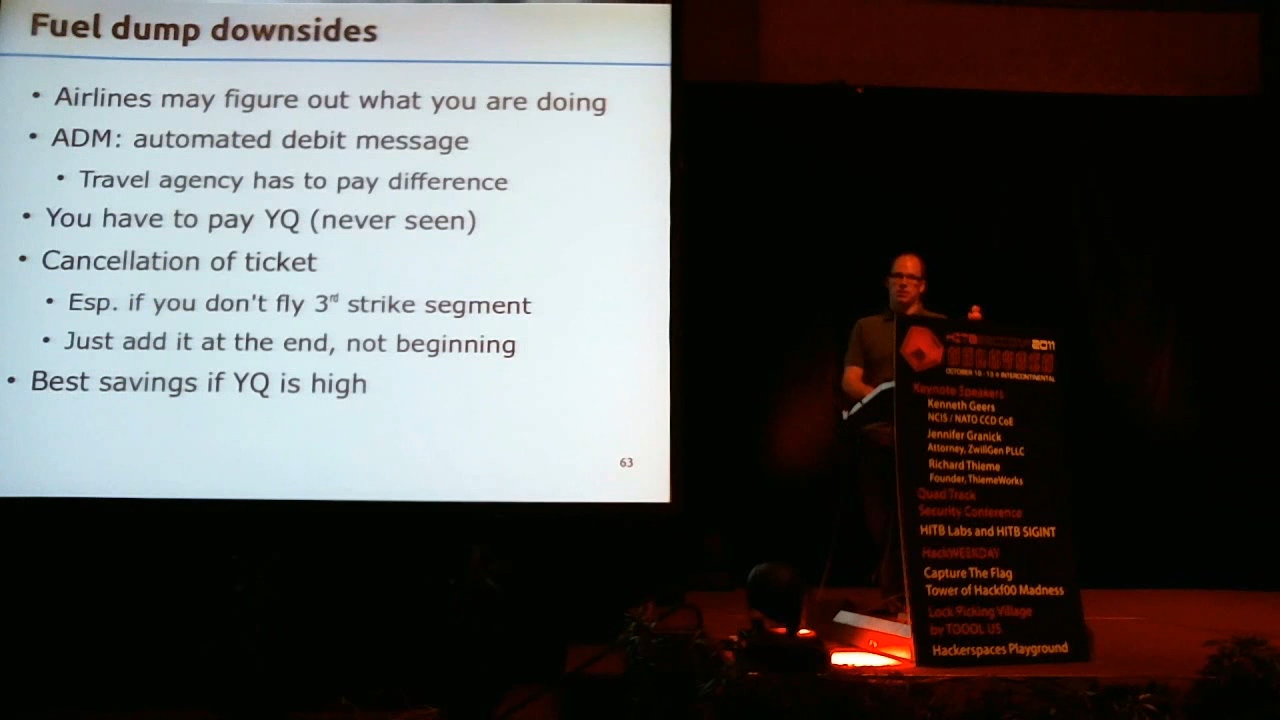 Fuel dump downsides
• Airlines may figure out what you are doing
• ADM: automated debit message
• Travel agency has to pay difference
• You have to pay YQ (never seen)
• Cancellation of ticket
• Esp. if you don't fly 3rd strike segment
• Just add it at the end, not beginning
• Best savings if YQ is high
63
2011
OCTOBER 10 - 13 # INTERCONTINENTAL
Keynote Speakers
Kenneth Geers
NCIS / NATO CCD CoE
Jennifer Granick
Attorney, ZwillGen PLLC
Richard Thieme
Founder, ThiemeWorks
Quad Track
Security Conference
HITB Labs and HITB SIGINT
HackWEEKDAY
Capture The Flag
Tower of Hackf00 Madness
Lock Picking Village
by TOOOL US
Hackerspaces Playground